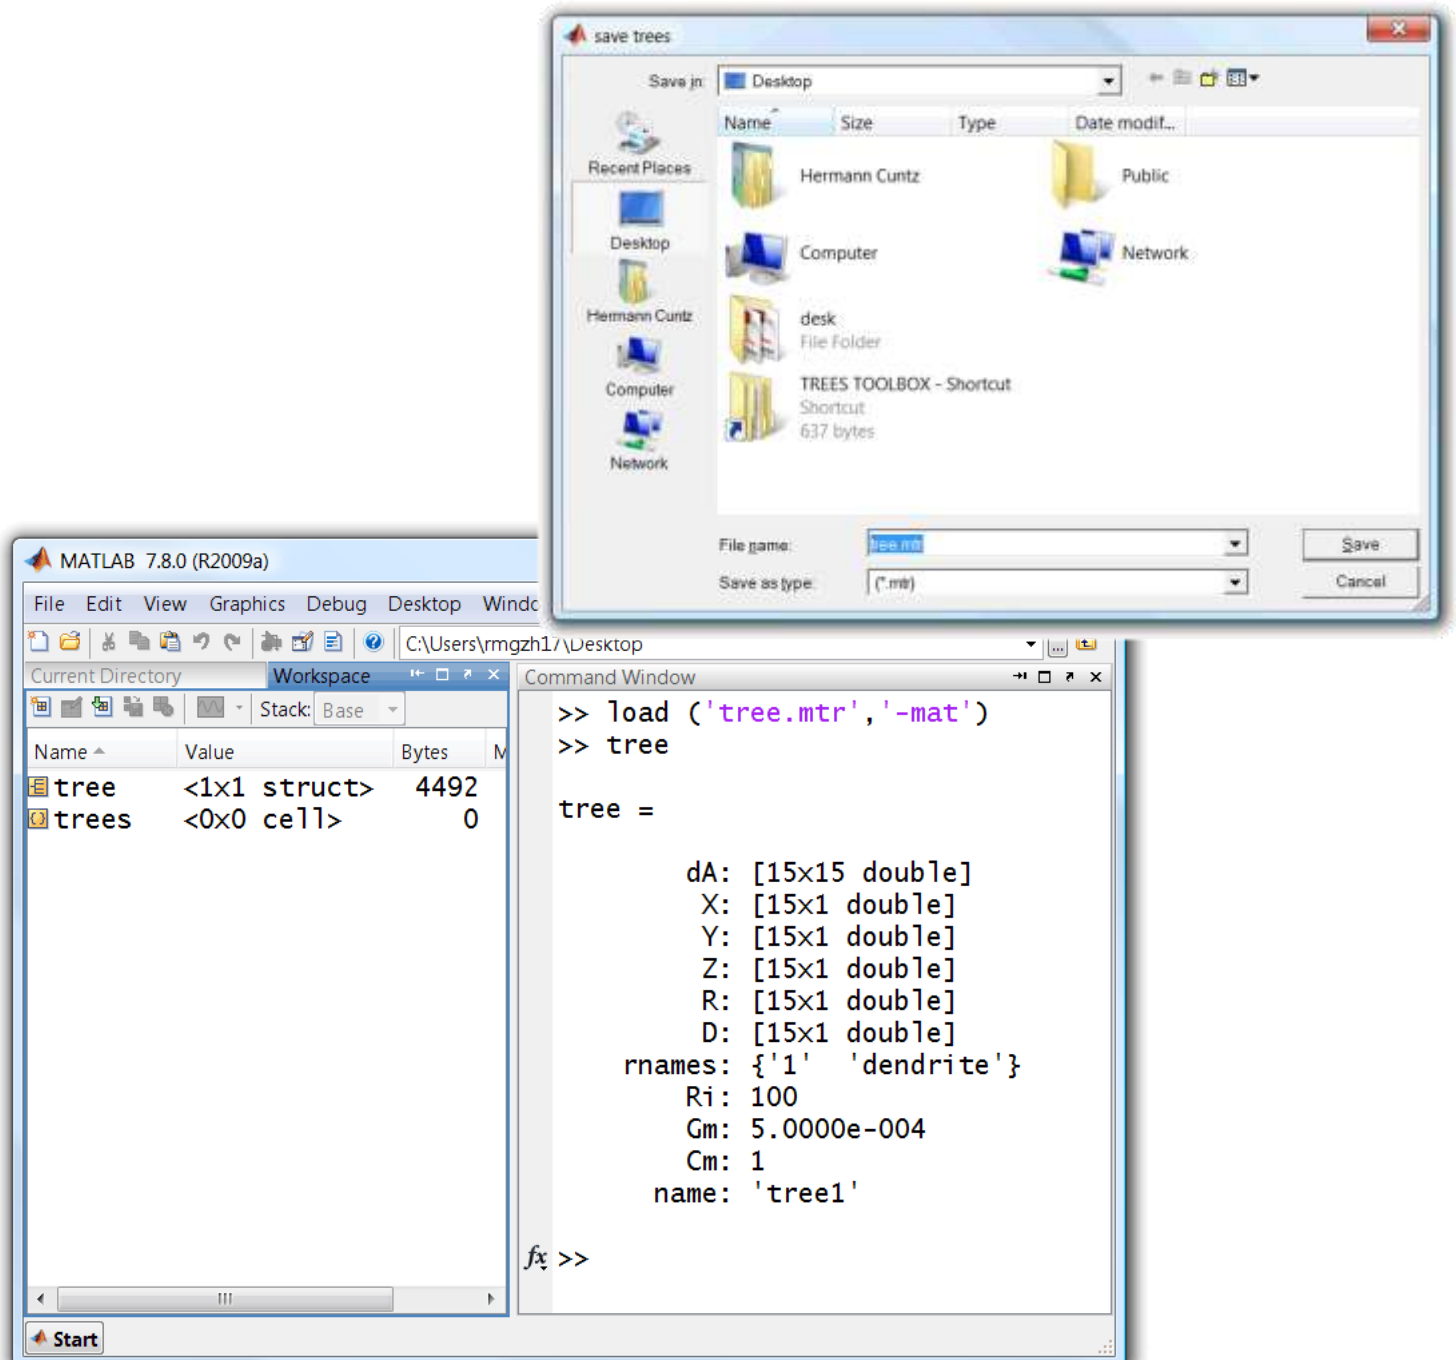 save trees
Save in: Desktop
Name Size Type Date modif...
Recent Places
Desktop
Hermann Cuntz
Computer
Network
Hermann Cuntz Public
Computer Network
desk
File Folder
TREES TOOLBOX - Shortcut
Shortcut
637 bytes
File name: tree.mtr Save
Save as type: (*.mtr) Cancel
MATLAB 7.8.0 (R2009a)
File Edit View Graphics Debug Desktop Windo
C:\Users\rmgzh17\Desktop ...
Current Directory Workspace
Stack: Base
Name Value Bytes M
tree <1x1 struct> 4492
trees <0x0 cell> 0
Command Window
>> load ('tree.mtr','-mat')
>> tree
tree =
dA: [15x15 double]
X: [15x1 double]
Y: [15x1 double]
Z: [15x1 double]
R: [15x1 double]
D: [15x1 double]
rnames: {'1' 'dendrite'}
Ri: 100
Gm: 5.0000e-004
Cm: 1
name: 'tree1'
fx >>
Start